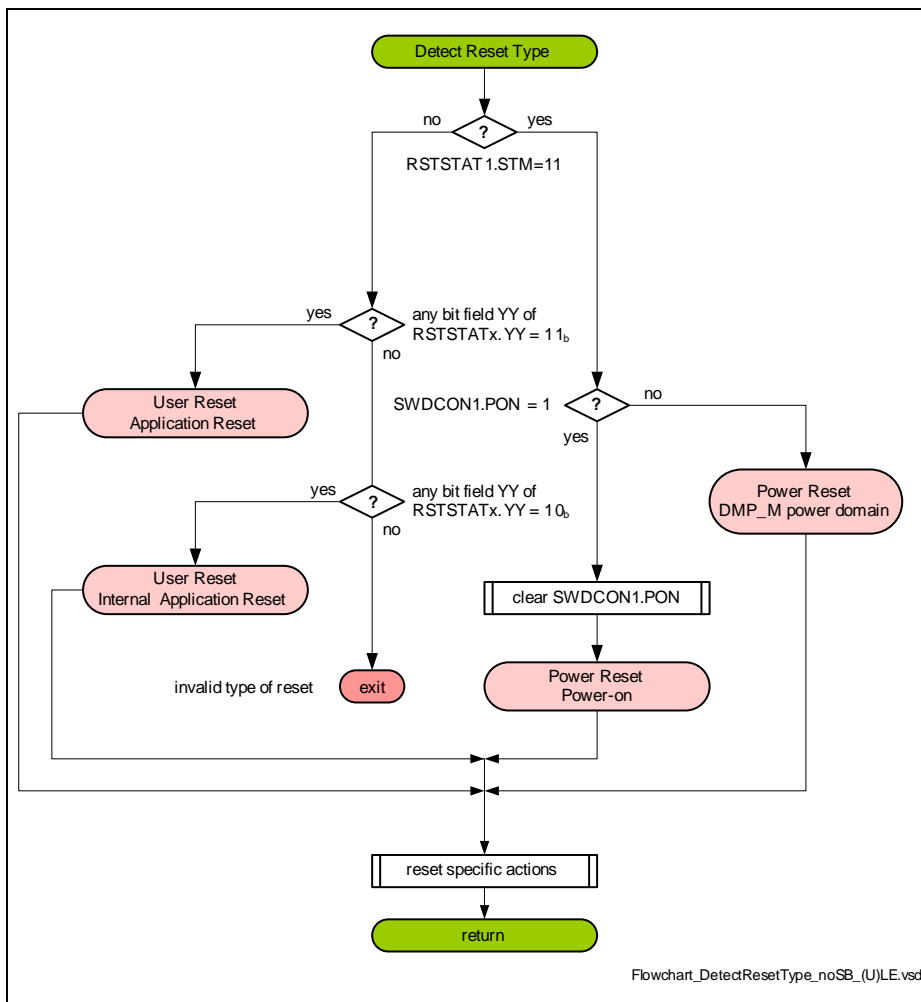 Detect Reset Type
no
?
yes
RSTSTAT1.STM=11
yes
?
any bit field YY of
RSTSTATx.YY = 11b
no
User Reset
Application Reset
SWDCON1.PON = 1
?
no
yes
yes
?
any bit field YY of
RSTSTATx.YY = 10b
no
Power Reset
DMP_M power domain
User Reset
Internal Application Reset
clear SWDCON1.PON
invalid type of reset
exit
Power Reset
Power-on
reset specific actions
return
Flowchart_DetectResetType_noSB_(U)LE.vsd